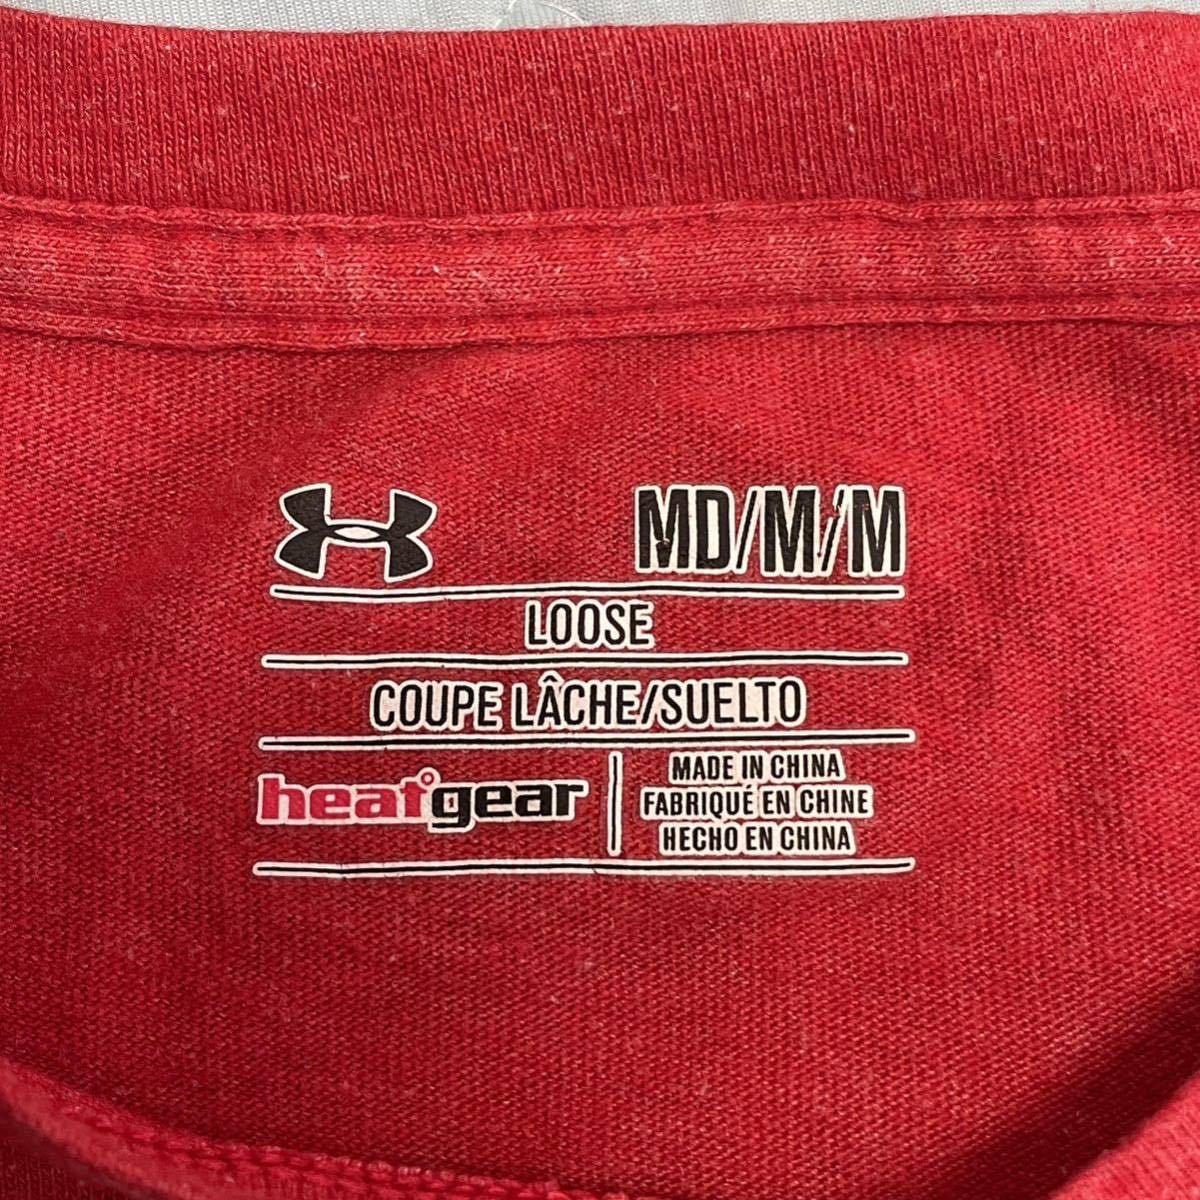 MD/M/M
LOOSE
COUPE LÂCHE/SUELTO
heatgear
MADE IN CHINA
FABRIQUÉ EN CHINE
HECHO EN CHINA